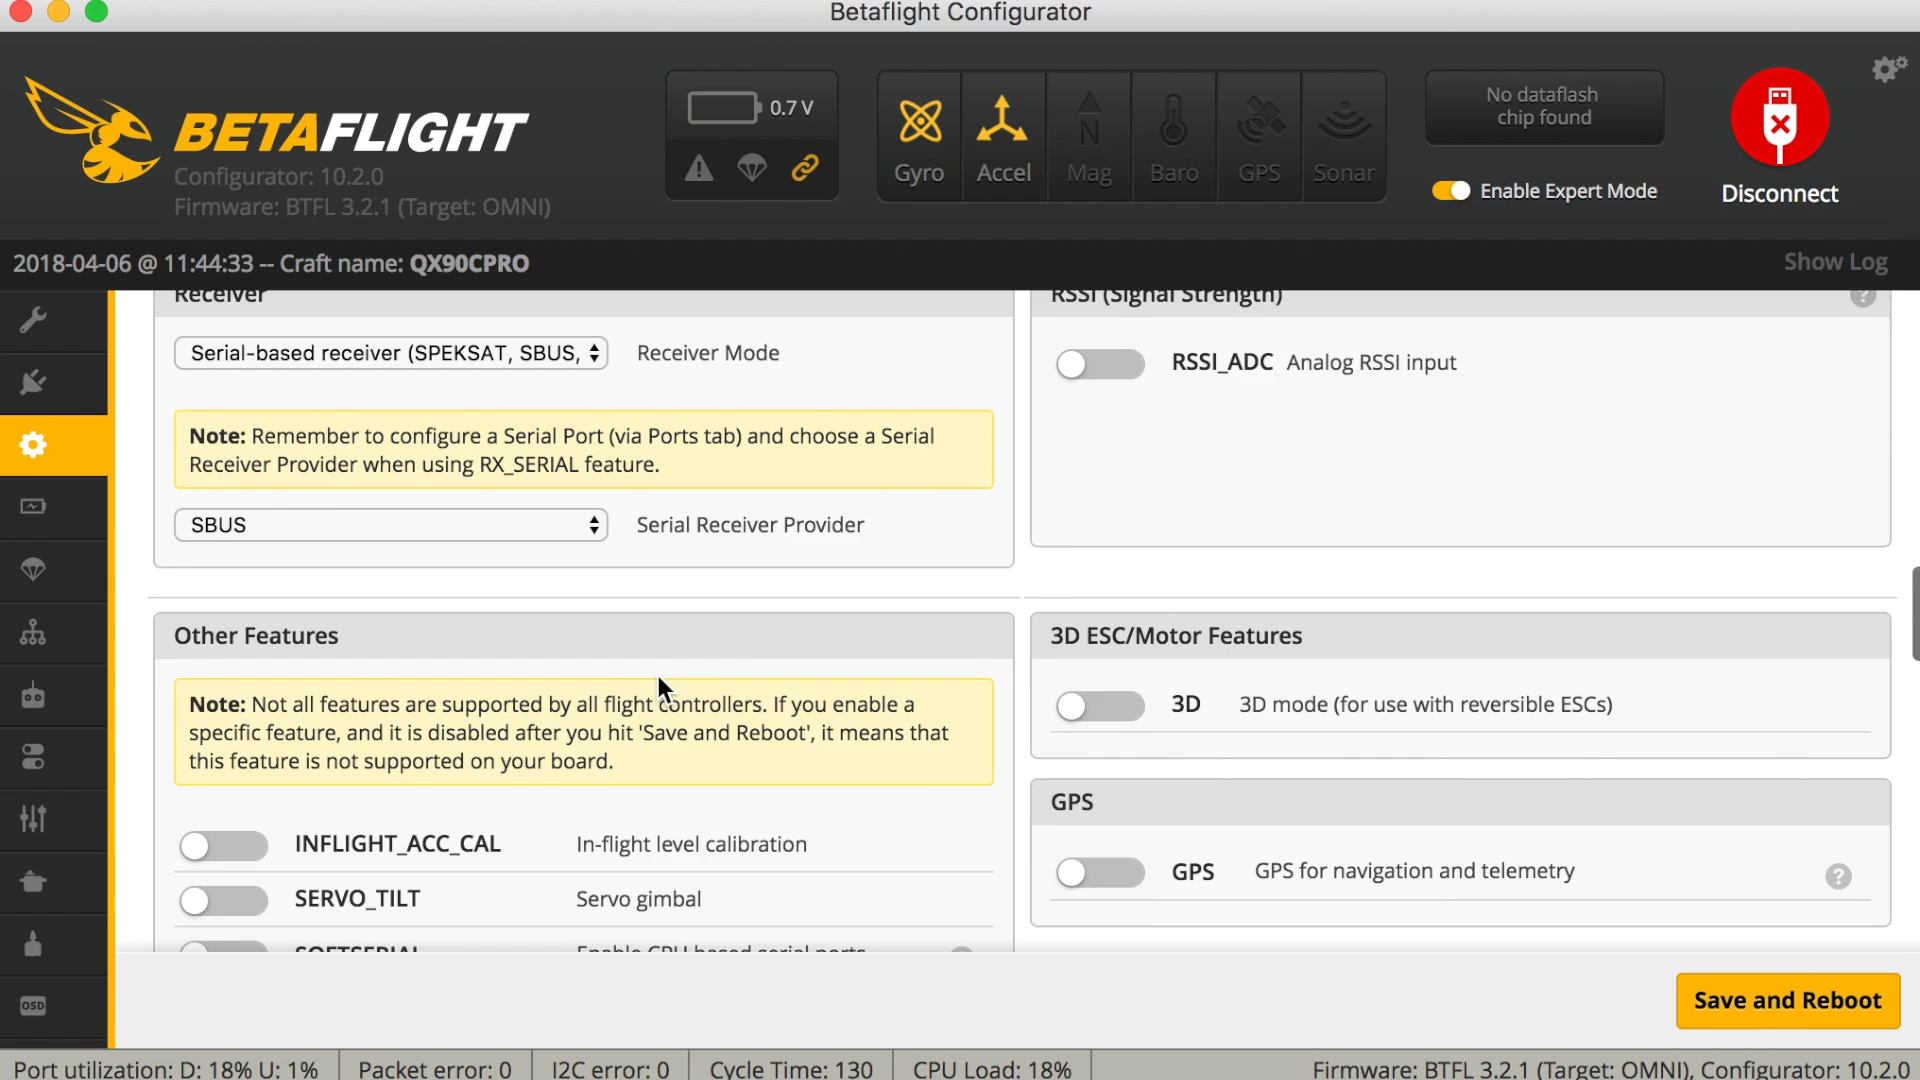 Betaflight Configurator
BETAFLIGHT
Configurator: 10.2.0
Firmware: BTFL 3.2.1 (Target: OMNI)
0.7 V
Gyro
Accel
N
Mag
Baro
GPS
Sonar
No dataflash
chip found
Enable Expert Mode
Disconnect
2018-04-06 @ 11:44:33 -- Craft name: QX90CPRO
Show Log
Receiver
Serial-based receiver (SPEKSAT, SBUS,
Receiver Mode
Note: Remember to configure a Serial Port (via Ports tab) and choose a Serial
Receiver Provider when using RX_SERIAL feature.
SBUS
Serial Receiver Provider
RSSI (Signal Strength)
?
RSSI_ADC Analog RSSI input
Other Features
Note: Not all features are supported by all flight controllers. If you enable a
specific feature, and it is disabled after you hit 'Save and Reboot', it means that
this feature is not supported on your board.
INFLIGHT_ACC_CAL In-flight level calibration
SERVO_TILT Servo gimbal
SOFTSERIAL Enable CPU based serial ports
3D ESC/Motor Features
3D 3D mode (for use with reversible ESCs)
GPS
GPS GPS for navigation and telemetry
?
OSD
Save and Reboot
Port utilization: D: 18% U: 1%
Packet error: 0
I2C error: 0
Cycle Time: 130
CPU Load: 18%
Firmware: BTFL 3.2.1 (Target: OMNI), Configurator: 10.2.0